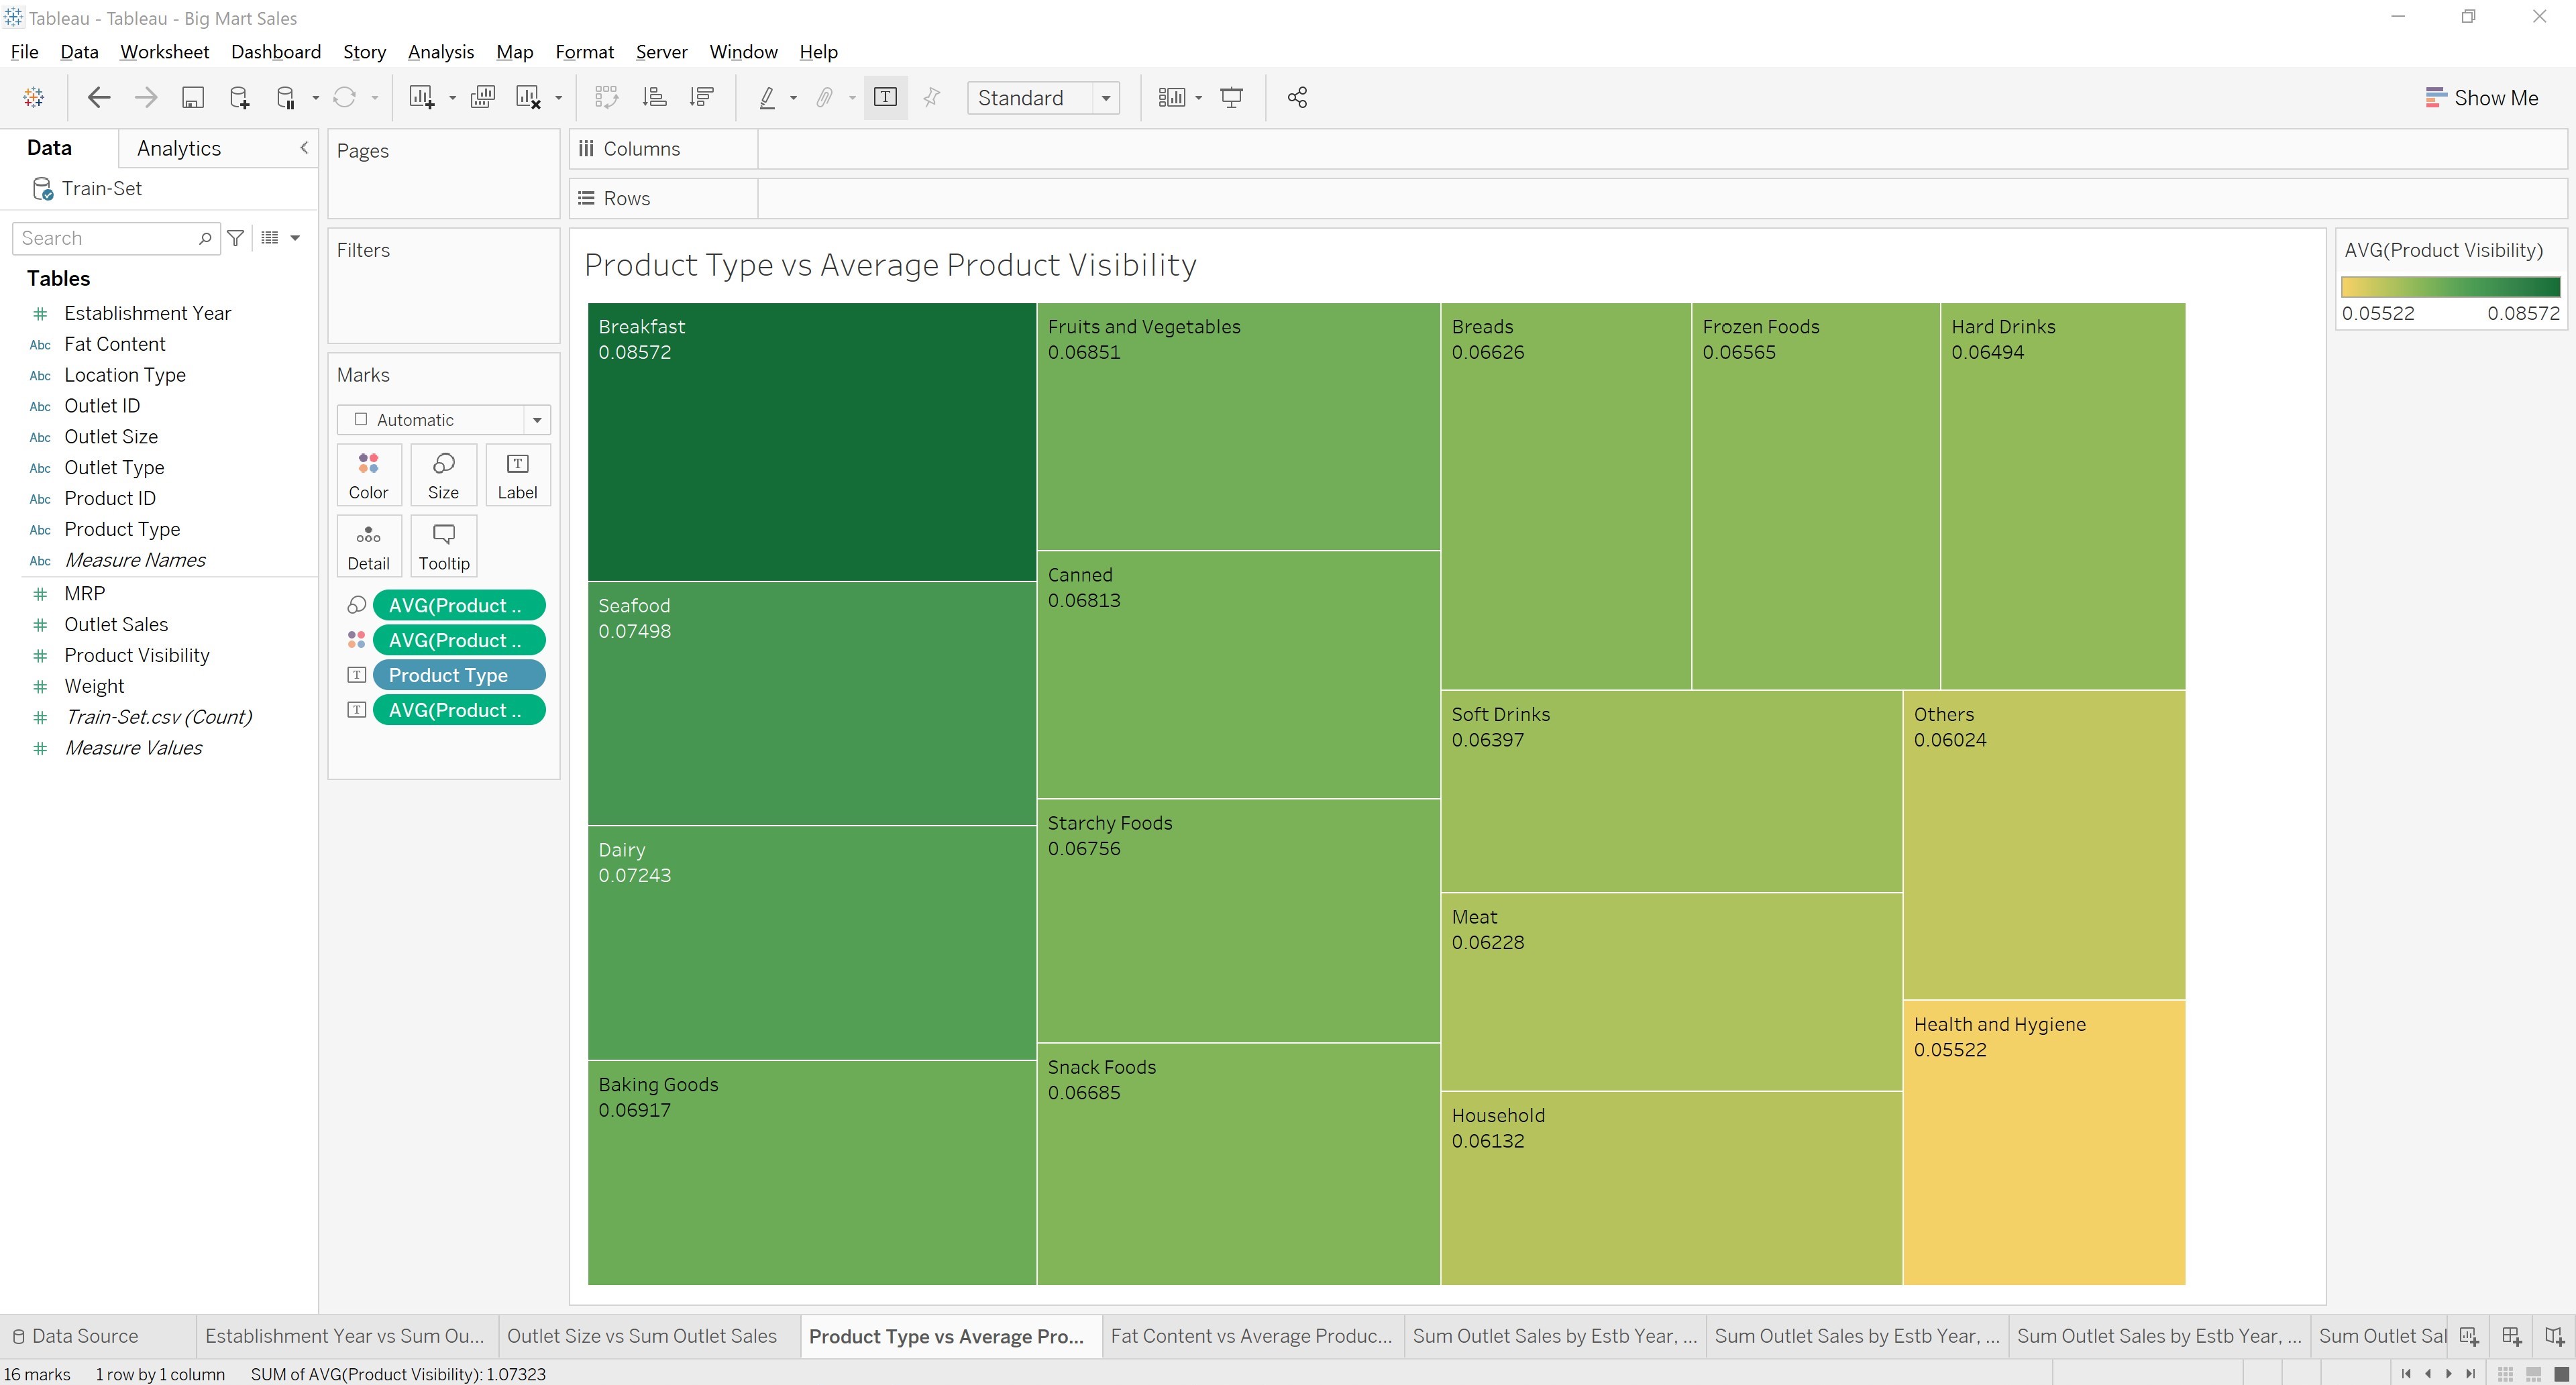 Tableau - Tableau - Big Mart Sales
File Data Worksheet Dashboard Story Analysis Map Format Server Window Help
Standard
Show Me
Data Analytics
Train-Set
Search
Tables
# Establishment Year
Abc Fat Content
Abc Location Type
Abc Outlet ID
Abc Outlet Size
Abc Outlet Type
Abc Product ID
Abc Product Type
Abc Measure Names
# MRP
# Outlet Sales
# Product Visibility
# Weight
# Train-Set.csv (Count)
# Measure Values
Pages
Filters
Marks
Automatic
Color Size Label
Detail Tooltip
AVG(Product ..
AVG(Product ..
Product Type
AVG(Product ..
Columns
Rows
Product Type vs Average Product Visibility
Breakfast
0.08572
Seafood
0.07498
Dairy
0.07243
Baking Goods
0.06917
Fruits and Vegetables
0.06851
Canned
0.06813
Starchy Foods
0.06756
Snack Foods
0.06685
Breads
0.06626
Frozen Foods
0.06565
Hard Drinks
0.06494
Soft Drinks
0.06397
Meat
0.06228
Household
0.06132
Others
0.06024
Health and Hygiene
0.05522
AVG(Product Visibility)
0.05522 0.08572
Data Source Establishment Year vs Sum Ou... Outlet Size vs Sum Outlet Sales Product Type vs Average Pro... Fat Content vs Average Produc... Sum Outlet Sales by Estb Year, ... Sum Outlet Sales by Estb Year, ... Sum Outlet Sales by Estb Year, ... Sum Outlet Sal
16 marks 1 row by 1 column SUM of AVG(Product Visibility): 1.07323